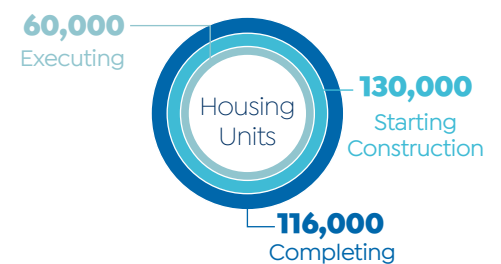 60,000
Executing
Housing
Units
130,000
Starting
Construction
116,000
Completing